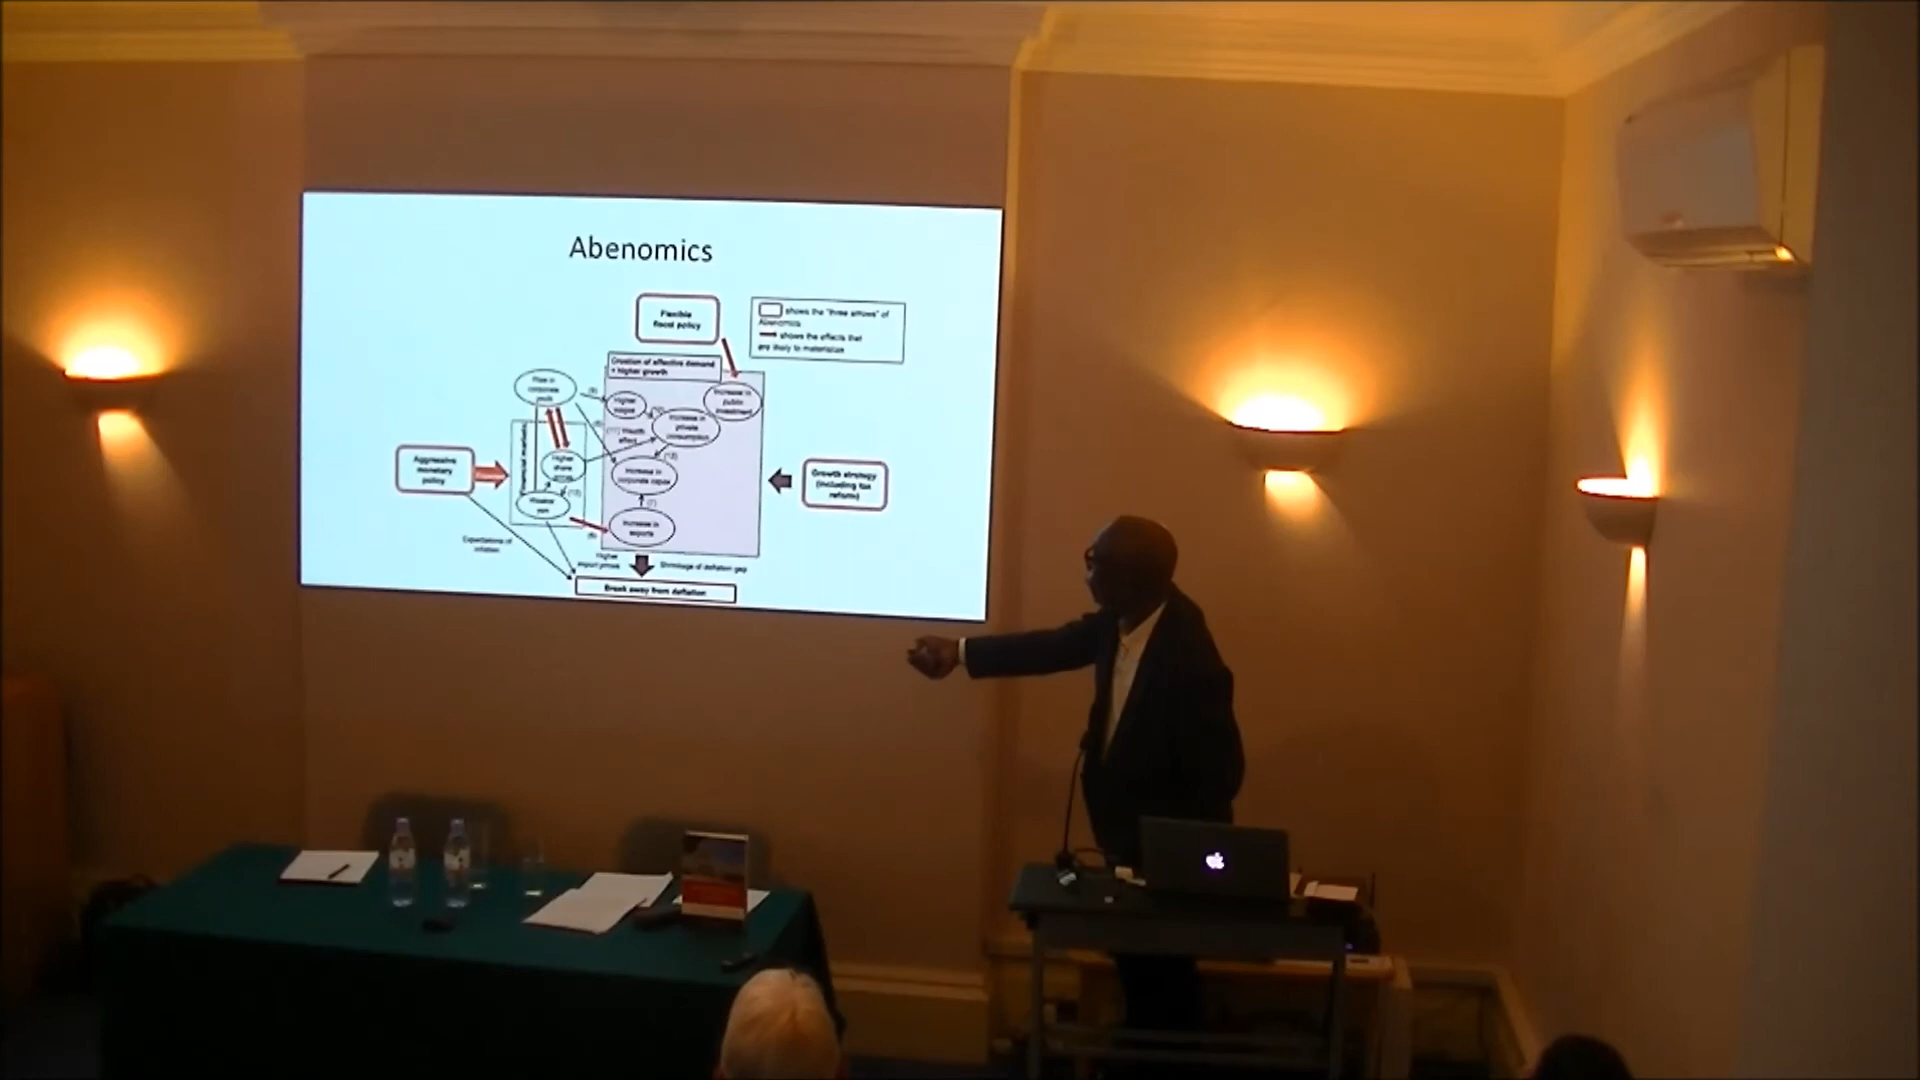 Abenomics
Flexible
fiscal policy
shows the "three arrows" of
Abenomics
shows the effects that
are likely to materialize
Creation of effective demand
= higher growth
Rise in
corporate
profit
Higher
wages
Increase in
public
investment
Increase in
private
consumption
effect
Financial markets
Aggressive
monetary
policy
Higher
share
prices
Increase in
corporate capex
Growth strategy
(including tax
reform)
yen
Increase in
exports
Expectations of
inflation
Higher
import prices
Shrinkage of deflation gap
Break away from deflation